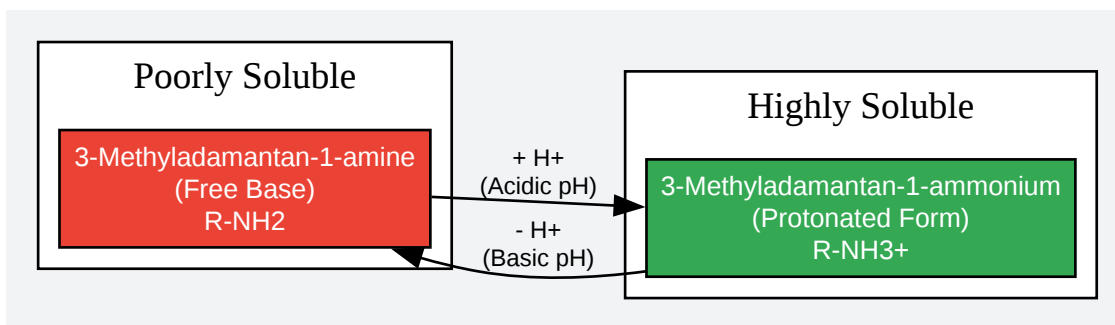 Poorly Soluble
3-Methyladamantan-1-amine
(Free Base)
R-NH2
+ H+
(Acidic pH)
- H+
(Basic pH)
Highly Soluble
3-Methyladamantan-1-ammonium
(Protonated Form)
R-NH3+